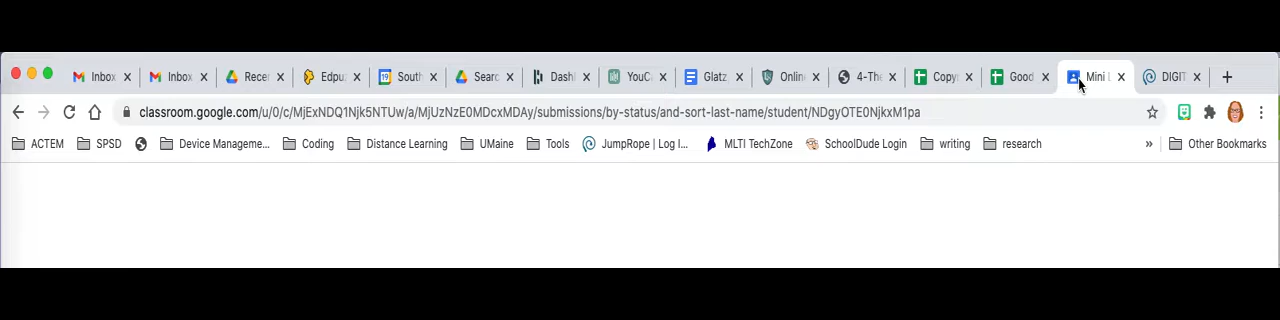 Inbox Inbox Recei Edpu South Searc Dashl YouC Glatz Onlin 4-The Copyr Good Mini L DIGIT
classroom.google.com/u/0/c/MjExNDQ1Njk5NTUw/a/MjUzNzE0MDcxMDAy/submissions/by-status/and-sort-last-name/student/NDgyOTE0NjkxM1pa
ACTEM SPSD Device Manageme... Coding Distance Learning UMaine Tools JumpRope | Log I... MLTI TechZone SchoolDude Login writing research » Other Bookmarks